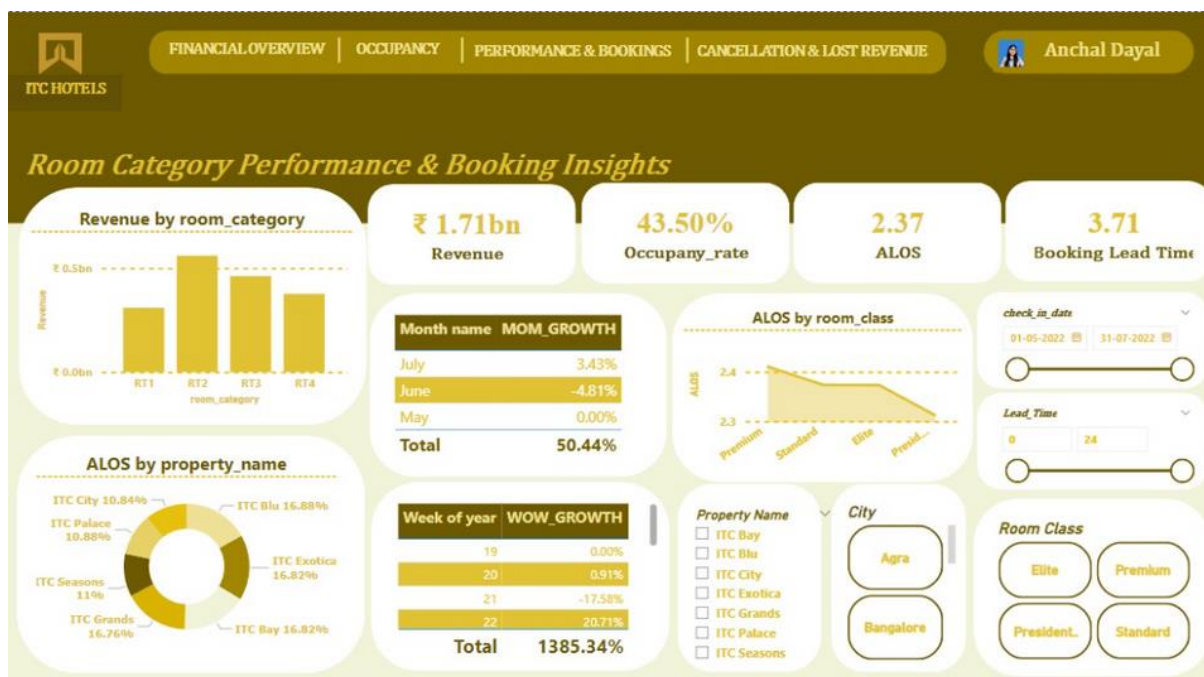 FINANCIAL OVERVIEW | OCCUPANCY | PERFORMANCE & BOOKINGS | CANCELLATION & LOST REVENUE
Anchal Dayal
ITC HOTELS
Room Category Performance & Booking Insights
Revenue by room_category
₹ 0.5bn
₹ 0.0bn
Revenue
RT1 RT2 RT3 RT4
room_category
₹ 1.71bn
Revenue
43.50%
Occupany_rate
2.37
ALOS
3.71
Booking Lead Time
Month name MOM_GROWTH
July 3.43%
June -4.81%
May 0.00%
Total 50.44%
ALOS by room_class
ALOS
2.4
2.3
Premium Standard Elite Presid...
check_in_date
01-05-2022 31-07-2022
Lead_Time
0 24
ALOS by property_name
ITC City 10.84%
ITC Blu 16.88%
ITC Palace
10.88%
ITC Exotica
16.82%
ITC Seasons
11%
ITC Grands
16.76%
ITC Bay 16.82%
Week of year WOW_GROWTH
19 0.00%
20 0.91%
21 -17.58%
22 20.71%
Total 1385.34%
Property Name
ITC Bay
ITC Blu
ITC City
ITC Exotica
ITC Grands
ITC Palace
ITC Seasons
City
Agra
Bangalore
Room Class
Elite Premium
President.. Standard